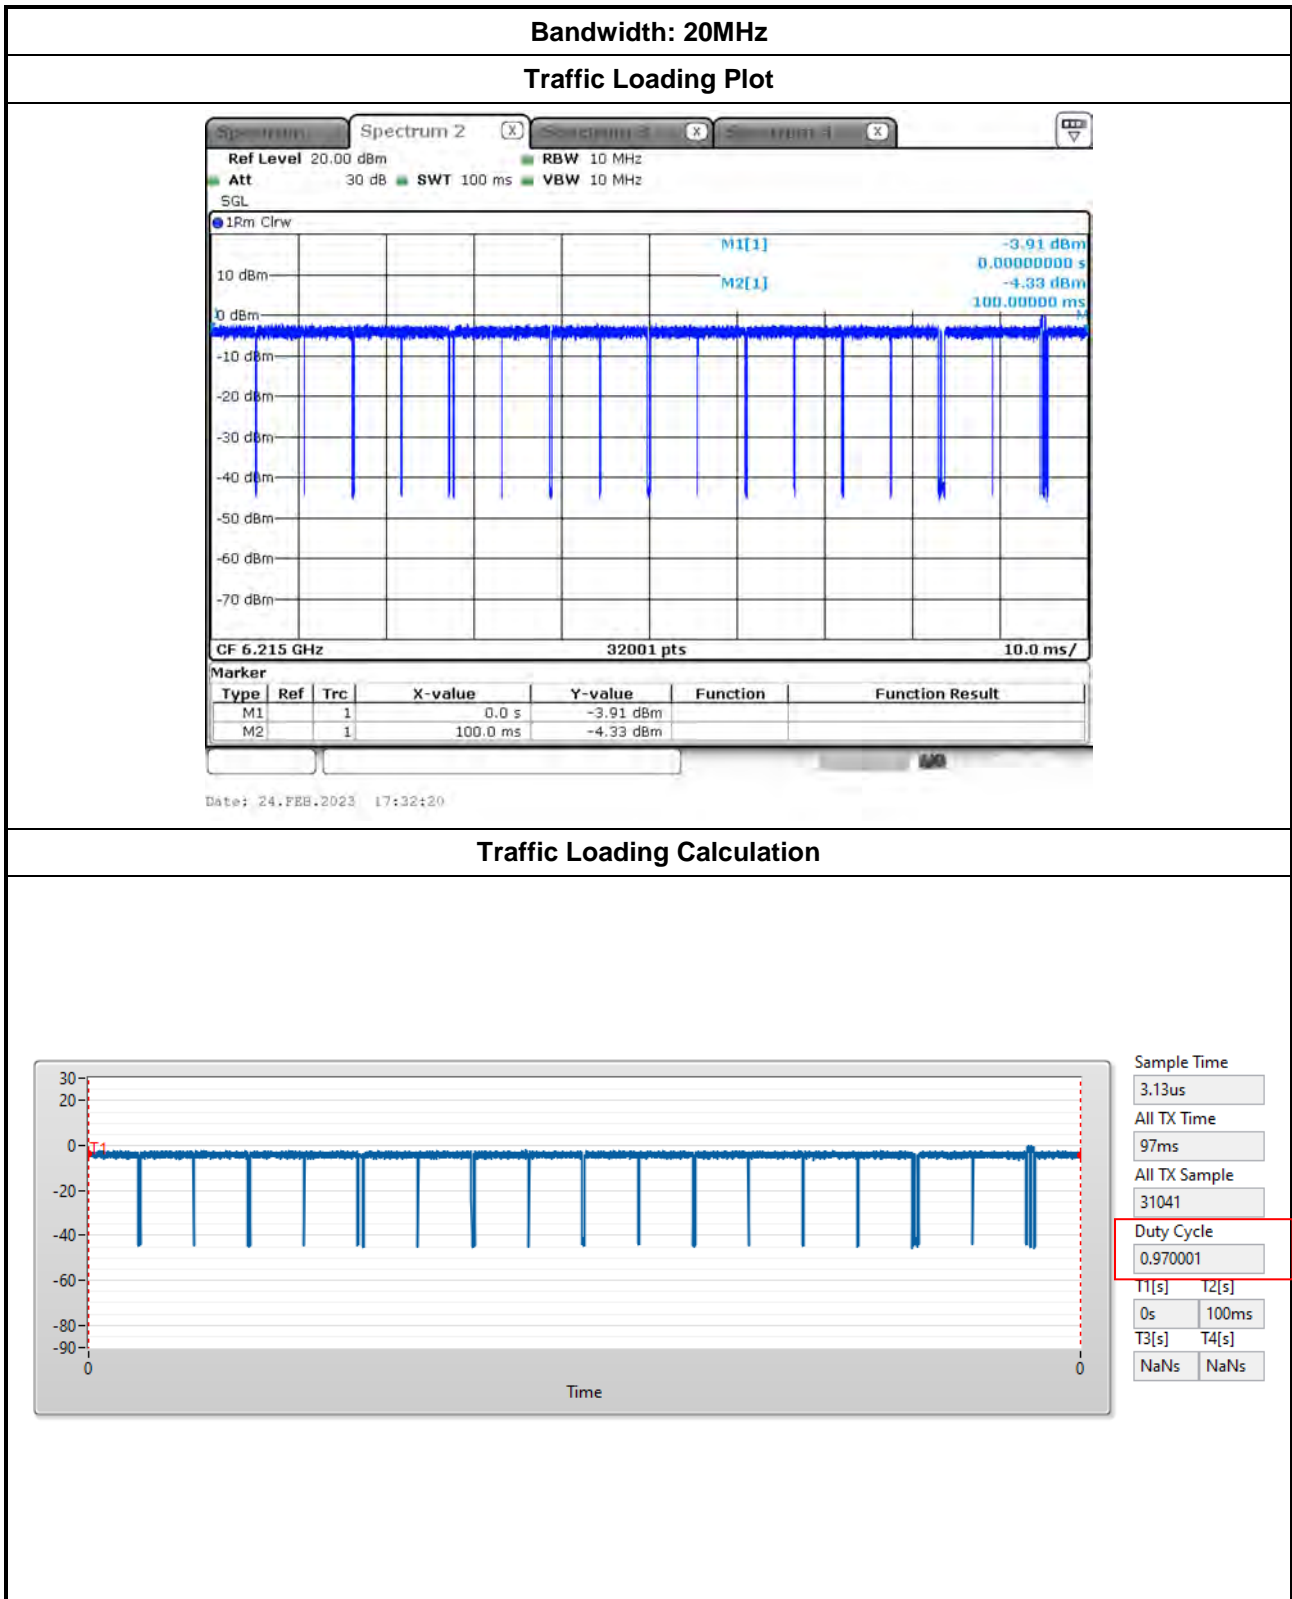 Bandwidth: 20MHz
Traffic Loading Plot
Spectrum 2
Ref Level 20.00 dBm RBW 10 MHz
Att 30 dB SWT 100 ms VBW 10 MHz
SGL
1Rm Clrw
M1[1] -3.91 dBm
0.00000000 s
10 dBm
M2[1] -4.33 dBm
100.00000 ms
0 dBm
-10 dBm
-20 dBm
-30 dBm
-40 dBm
-50 dBm
-60 dBm
-70 dBm
CF 6.215 GHz 32001 pts 10.0 ms/
Marker
Type Ref Trc X-value Y-value Function Function Result
M1 1 0.0 s -3.91 dBm
M2 1 100.0 ms -4.33 dBm
Date: 24.FEB.2023 17:32:20
Traffic Loading Calculation
30
20
0
-20
-40
-60
-80
-90
T1
0 0
Time
Sample Time
3.13us
All TX Time
97ms
All TX Sample
31041
Duty Cycle
0.970001
T1[s] T2[s]
0s 100ms
T3[s] T4[s]
NaNs NaNs